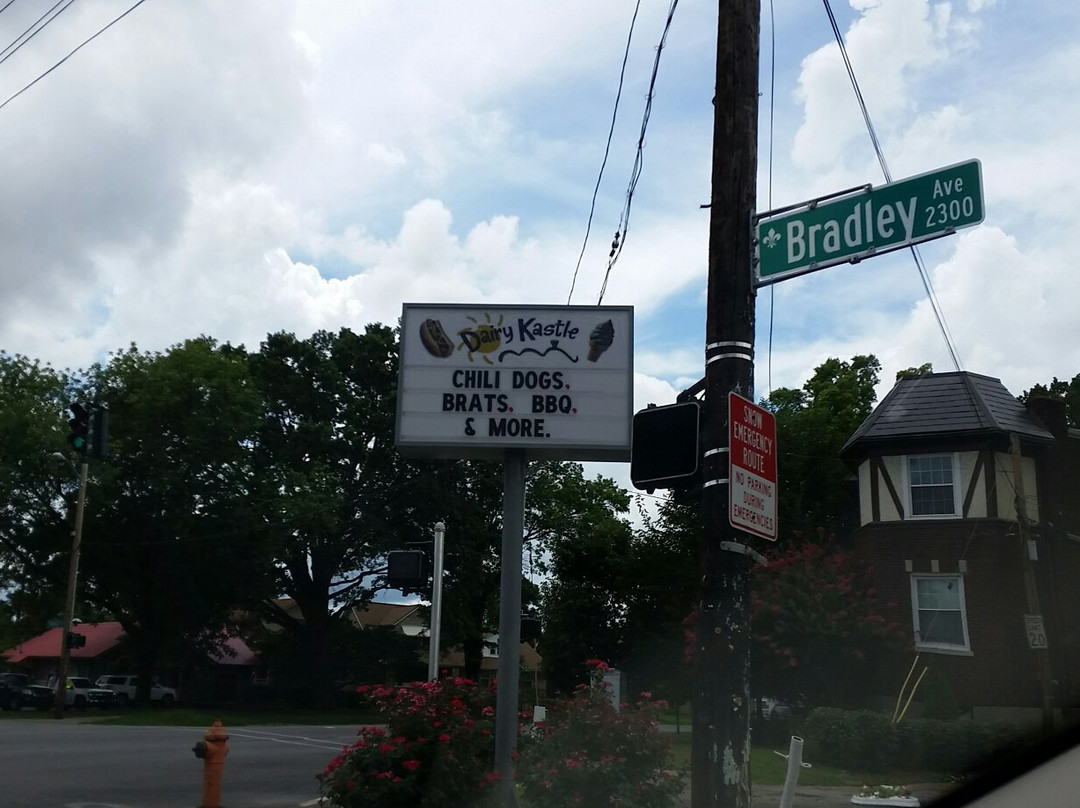 Bradley Ave
2300
Dairy Kastle
CHILI DOGS.
BRATS. BBQ.
& MORE.
SNOW
EMERGENCY
ROUTE
NO PARKING
DURING
EMERGENCIES
20